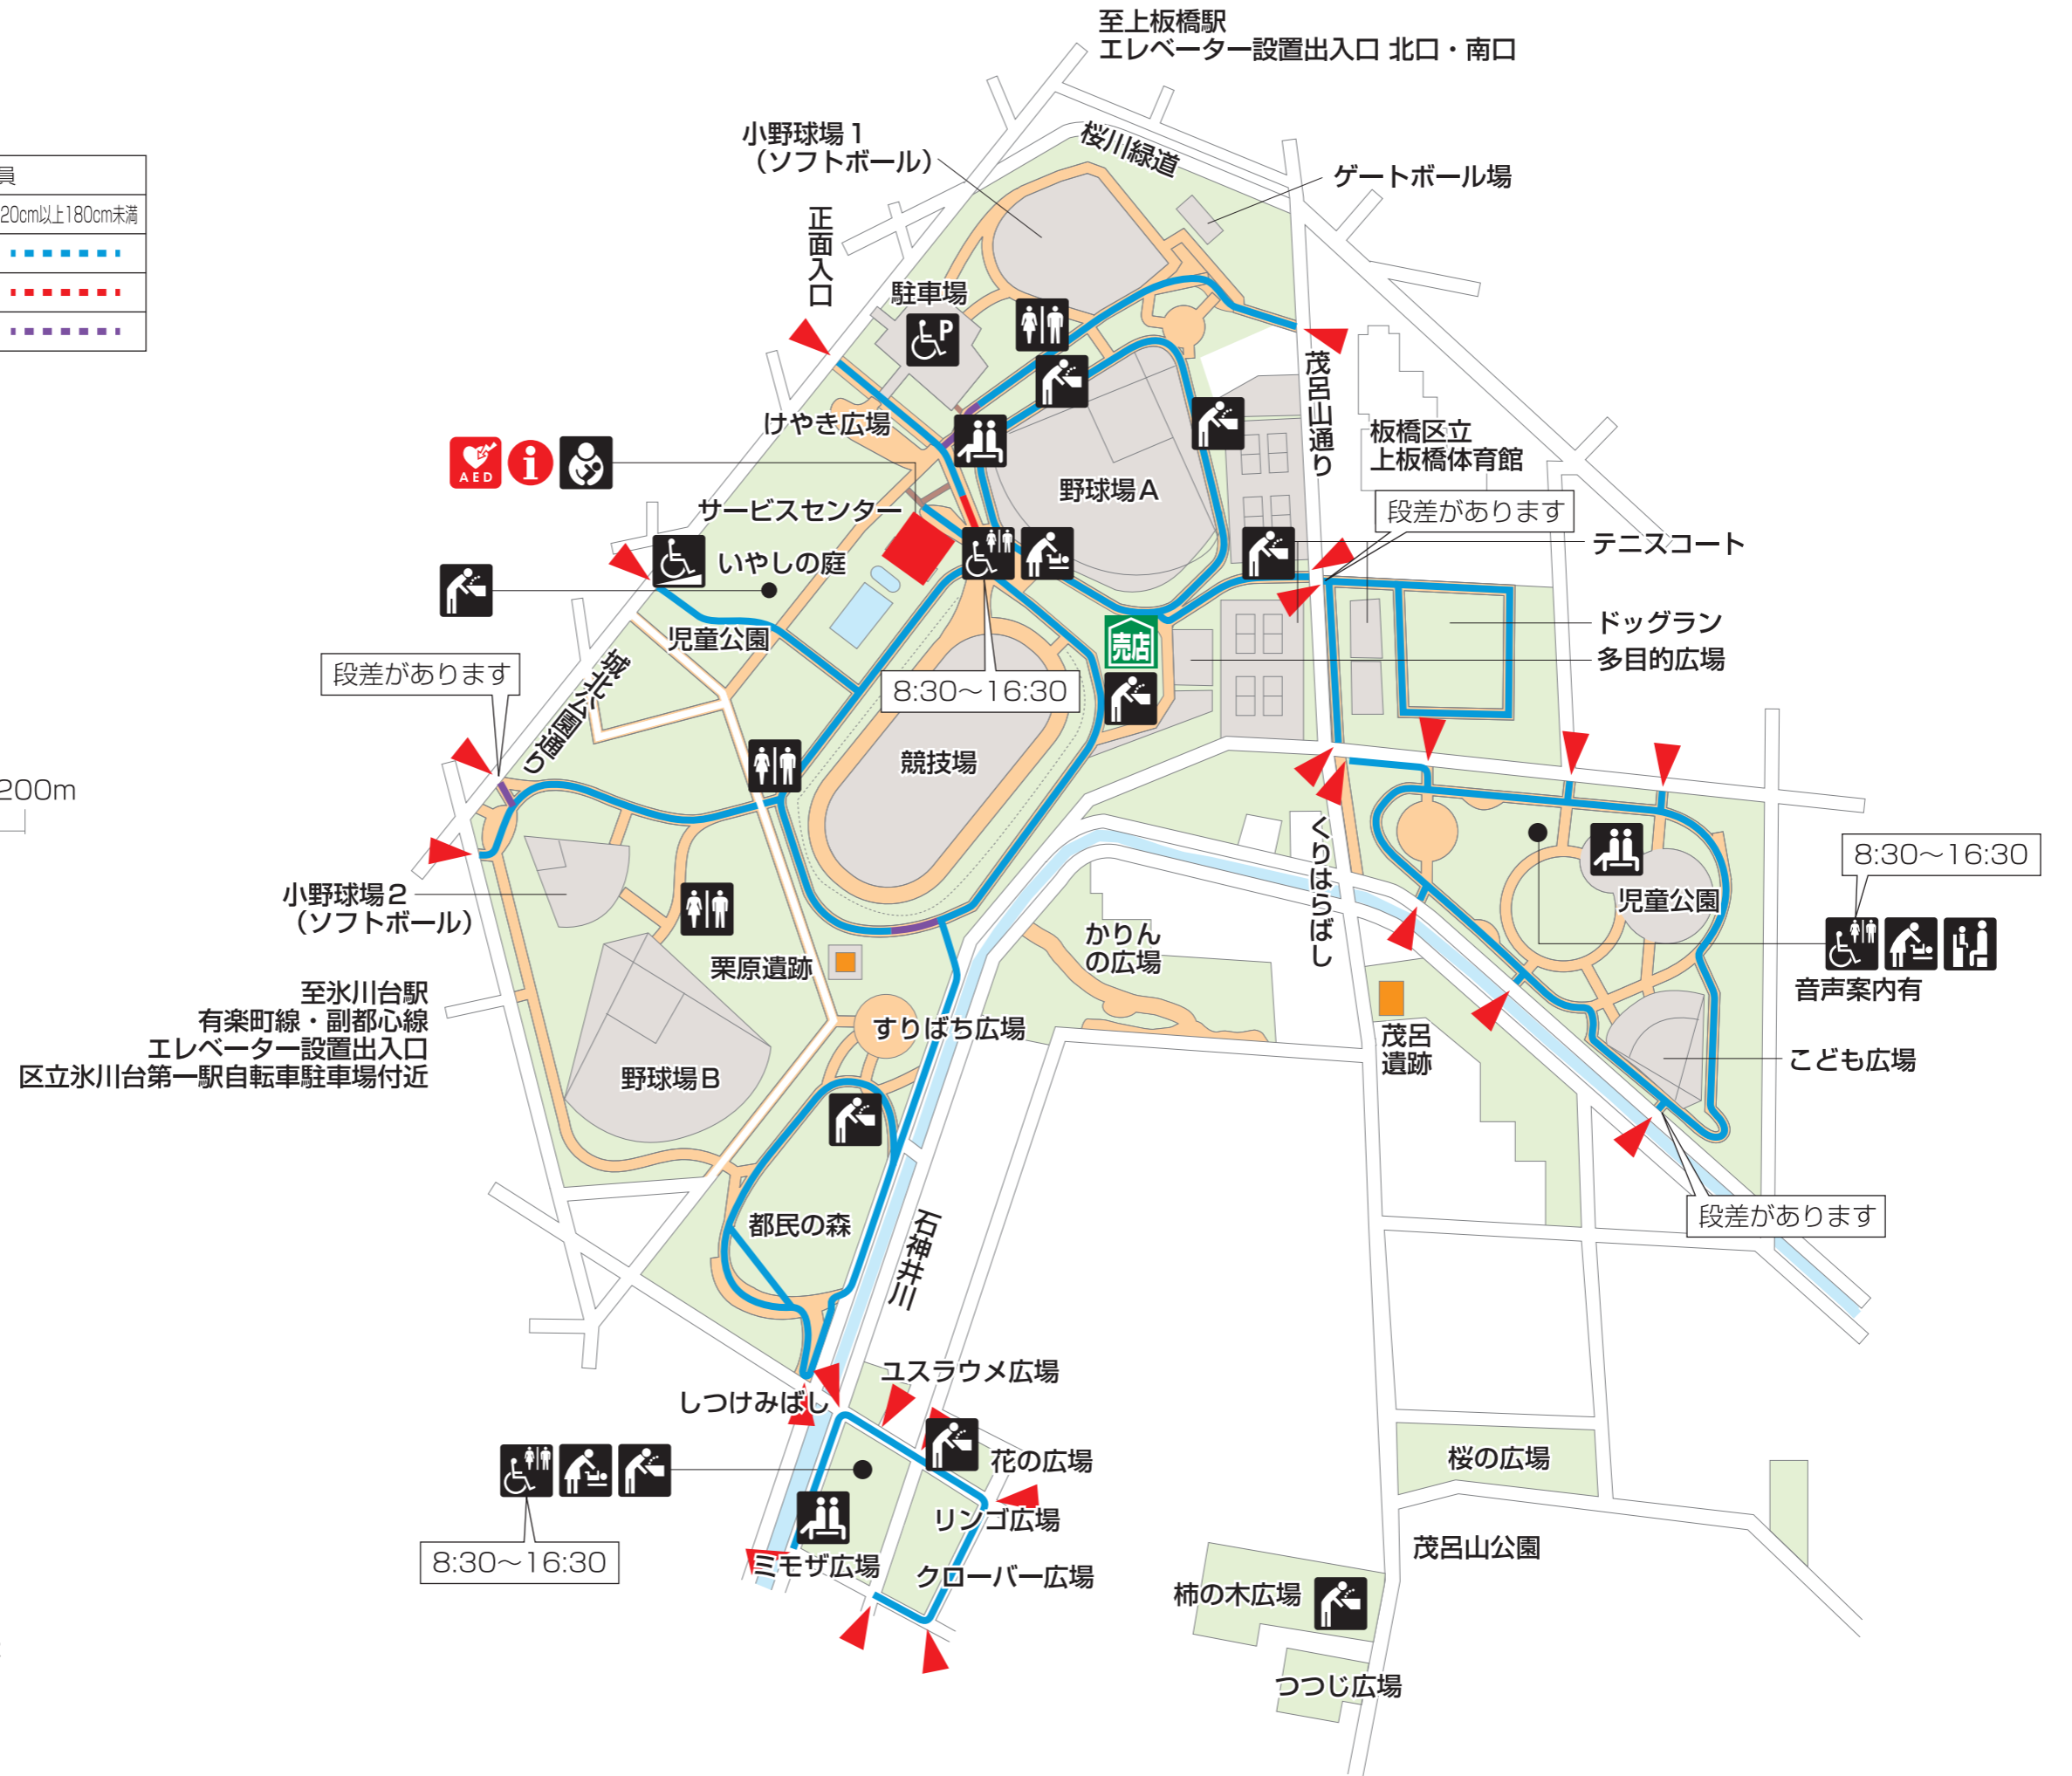 至上板橋駅
エレベーター設置出入口 北口・南口
員
20cm以上180cm未満
小野球場1
（ソフトボール）
桜川緑道
ゲートボール場
正面入口
駐車場
P
けやき広場
茂呂山通り
板橋区立
上板橋体育館
段差があります
AED
i
サービスセンター
野球場A
テニスコート
いやしの庭
児童公園
ドッグラン
売店
多目的広場
段差があります
城北公園通り
8:30〜16:30
競技場
200m
くりはらばし
8:30〜16:30
小野球場2
（ソフトボール）
児童公園
かりん
の広場
栗原遺跡
音声案内有
至氷川台駅
有楽町線・副都心線
エレベーター設置出入口
区立氷川台第一駅自転車駐車場付近
すりばち広場
茂呂
遺跡
こども広場
野球場B
都民の森
石神井川
段差があります
ユスラウメ広場
しつけみばし
花の広場
桜の広場
リンゴ広場
8:30〜16:30
ミモザ広場
クローバー広場
茂呂山公園
柿の木広場
つつじ広場